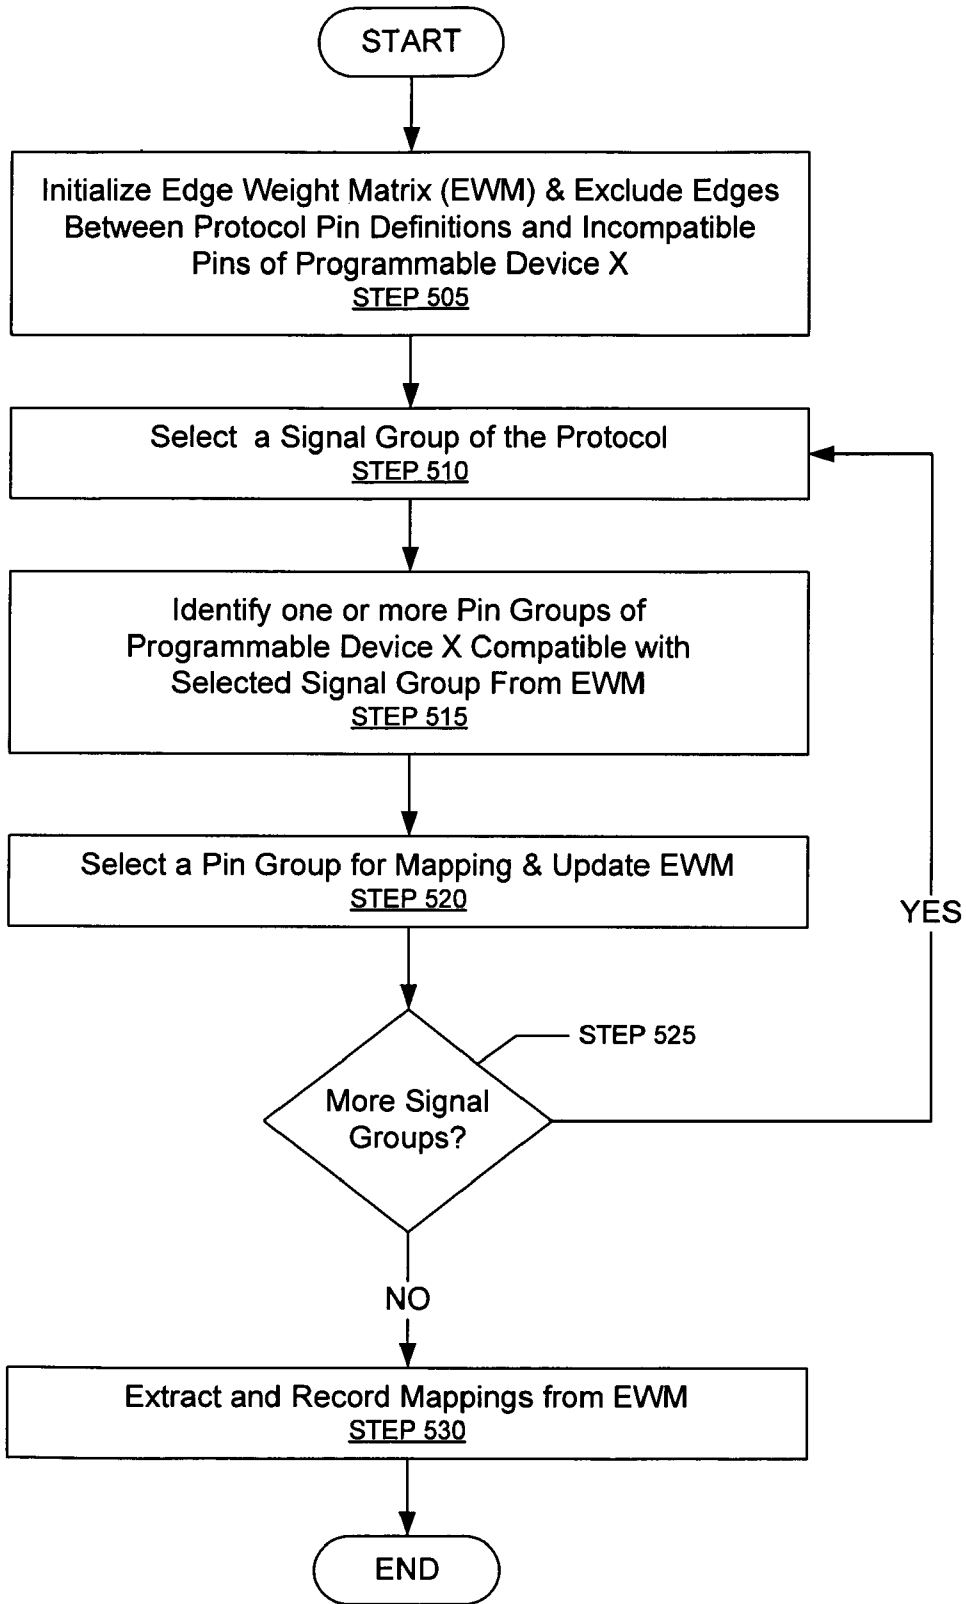 START
Initialize Edge Weight Matrix (EWM) & Exclude Edges
Between Protocol Pin Definitions and Incompatible
Pins of Programmable Device X
STEP 505
Select a Signal Group of the Protocol
STEP 510
Identify one or more Pin Groups of
Programmable Device X Compatible with
Selected Signal Group From EWM
STEP 515
Select a Pin Group for Mapping & Update EWM
STEP 520
YES
STEP 525
More Signal
Groups?
NO
Extract and Record Mappings from EWM
STEP 530
END